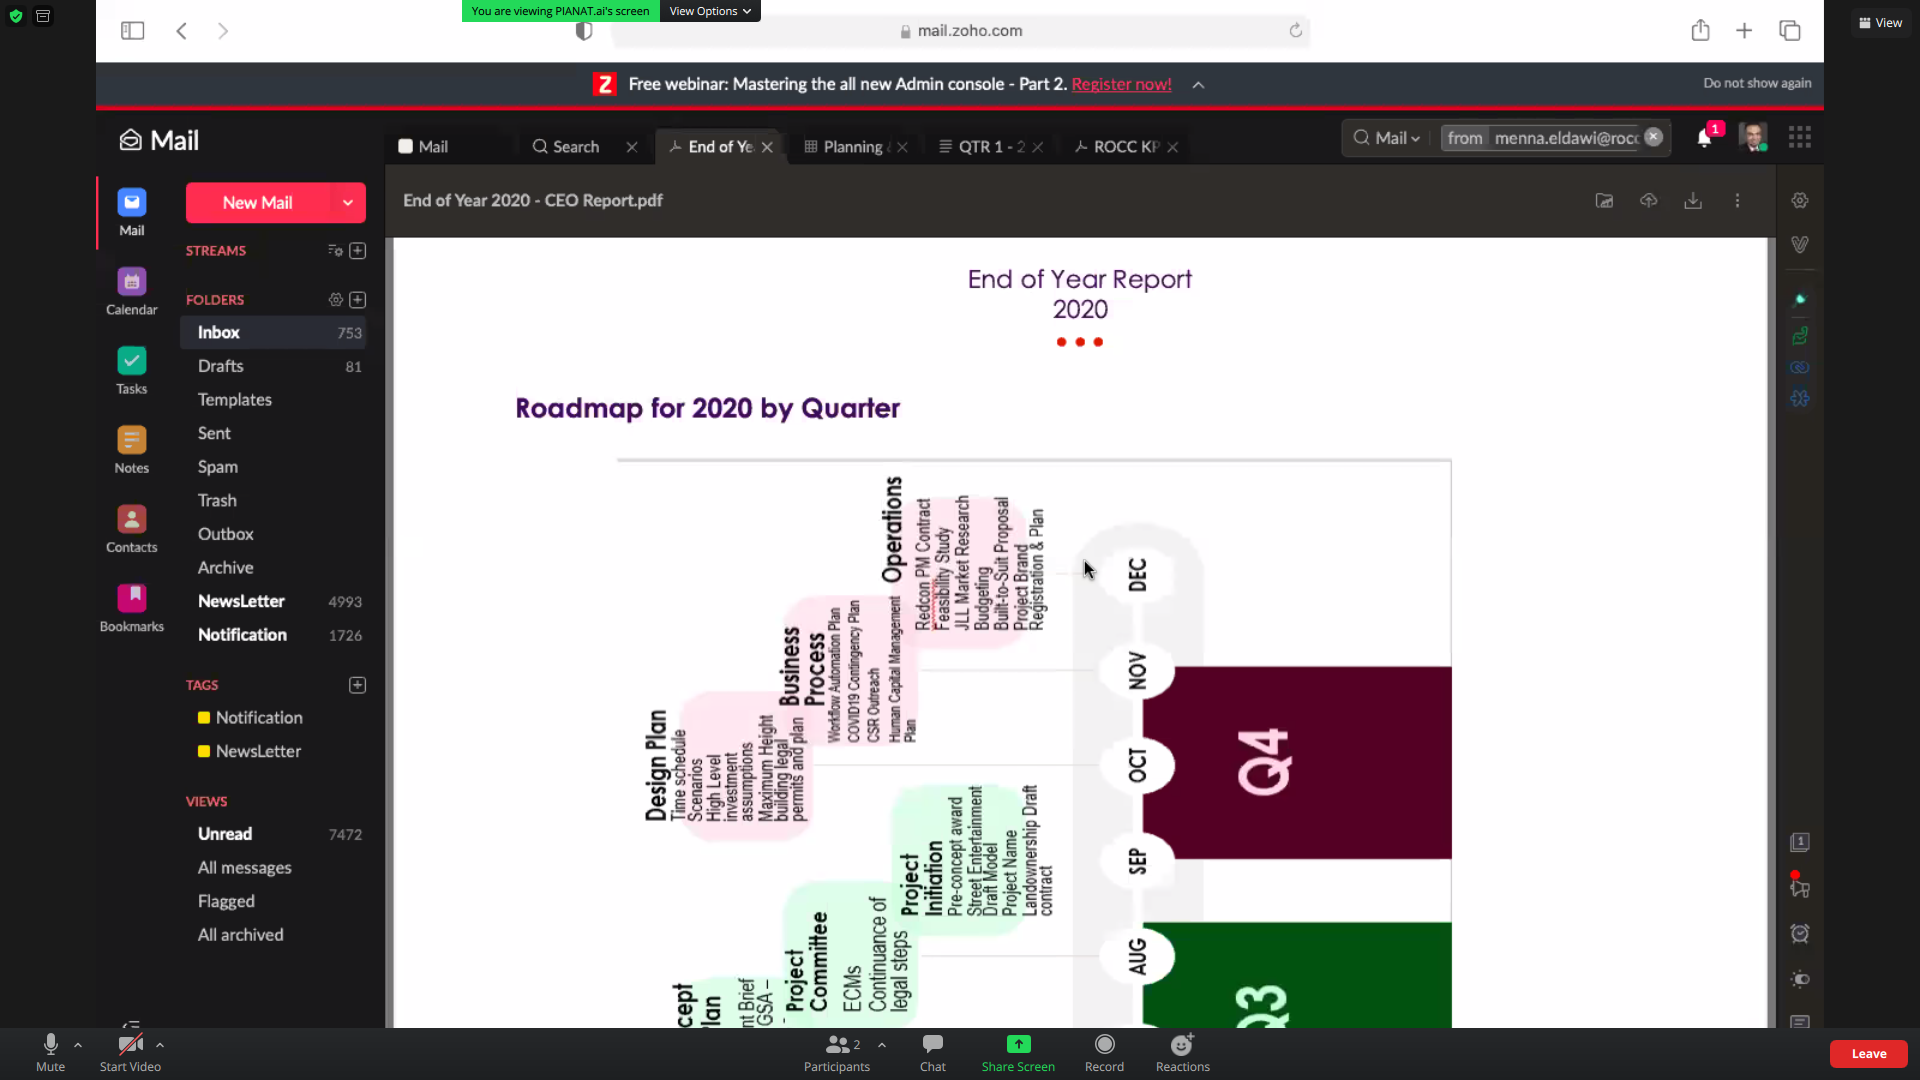 You are viewing PIANAT.ai's screen
View Options
View
mail.zoho.com
Free webinar: Mastering the all new Admin console - Part 2. Register now!
Do not show again
Mail
Mail
Search
End of Ye
Planning
QTR 1 - 2
ROCC KP
Mail
from menna.eldawi@rocc
1
New Mail
End of Year 2020 - CEO Report.pdf
Mail
Calendar
Tasks
Notes
Contacts
Bookmarks
STREAMS
FOLDERS
Inbox 753
Drafts 81
Templates
Sent
Spam
Trash
Outbox
Archive
NewsLetter 4993
Notification 1726
TAGS
Notification
NewsLetter
VIEWS
Unread 7472
All messages
Flagged
All archived
End of Year Report
2020
Roadmap for 2020 by Quarter
Operations
Redcon PM Contract
Feasibility Study
JLL Market Research
Budgeting
Built-to-Suit Proposal
Project Brand
Registration & Plan
Business
Process
Workflow Automation Plan
COVID19 Contingency Plan
CSR Outreach
Human Capital Management
Plan
Design Plan
Time schedule
Scenarios
High Level
investment
assumptions
Maximum Height
building legal
permits and plan
Project
Initiation
Pre-concept award
Street Entertainment
Draft Model
Project Name
Landownership Draft
contract
Project
Committee
ECMs
Continuance of
legal steps
cept
lan
nt Brief
GSA –
DEC
NOV
OCT
SEP
AUG
Q4
Q3
1
Mute
Start Video
Participants
2
Chat
Share Screen
Record
Reactions
Leave